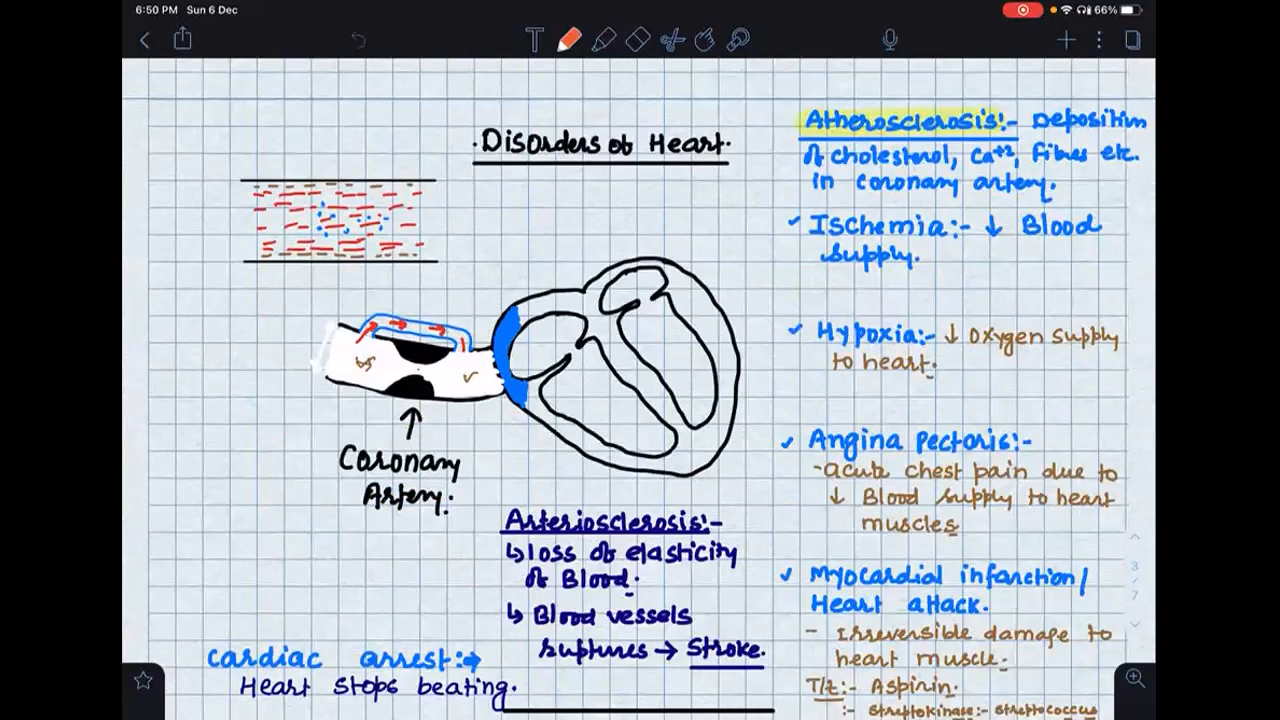 6:50 PM Sun 6 Dec
66%
Disorders of Heart.
Coronary
Artery.
Arteriosclerosis:-
↳ loss of elasticity
of Blood.
↳ Blood vessels
ruptures → Stroke.
Cardiac arrest:⇒
Heart stops beating.
Atherosclerosis:- Deposition
of cholesterol, Ca+2, Fibres etc.
in coronary artery.
✓ Ischemia:- ↓ Blood
supply.
✓ Hypoxia:- ↓ Oxygen supply
to heart.
✓ Angina Pectoris:-
- acute chest pain due to
↓ Blood supply to heart
muscles
✓ Myocardial infarction/
Heart attack.
- Irreversible damage to
heart muscle.
T/t:- Aspirin.
:- Streptokinase:- Streptococcus
3
7